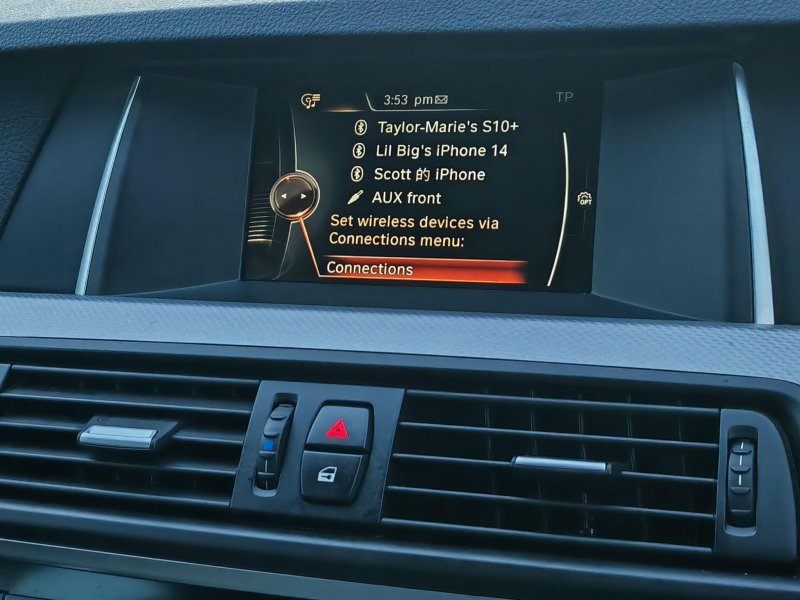 3:53 pm
TP
Taylor-Marie's S10+
Lil Big's iPhone 14
Scott 的 iPhone
AUX front
OPT
Set wireless devices via
Connections menu:
Connections